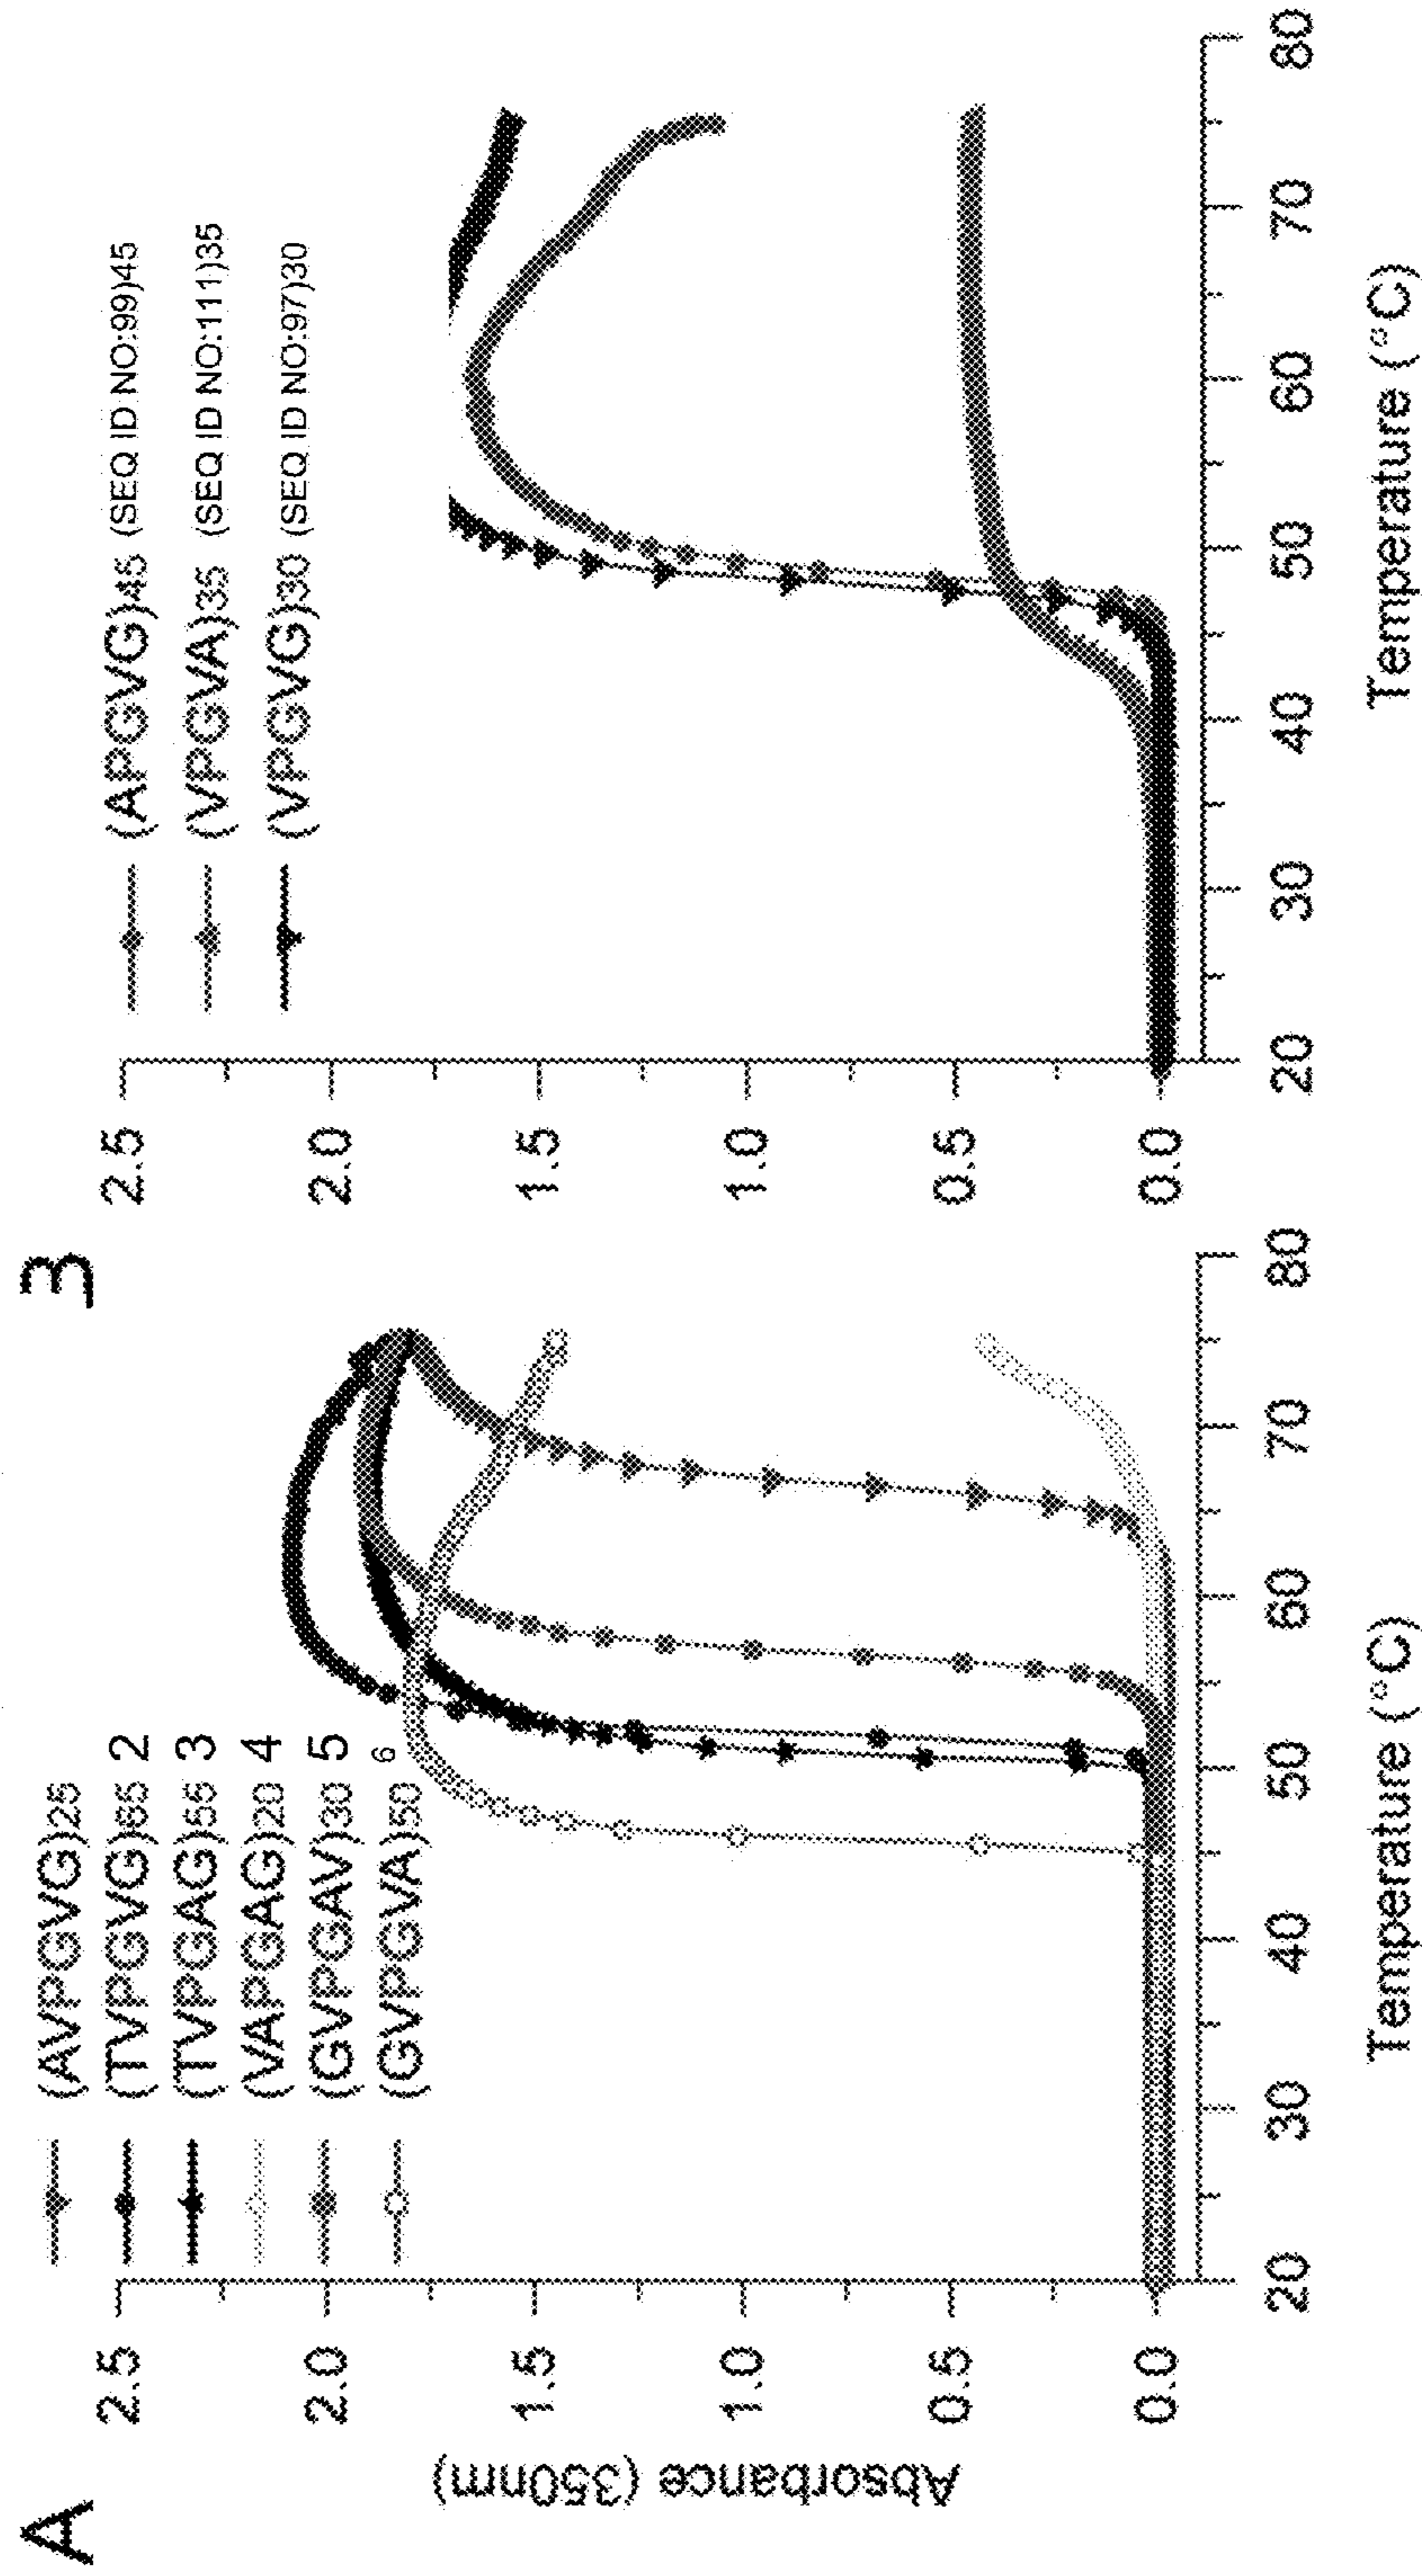 A
(AVPGVG)25
(TVPGVG)65 2
(TVPGAG)55 3
(VAPGAG)20 4
(GVPGAV)30 5
(GVPGVA)50 6
Absorbance (350nm)
2.5
2.0
1.5
1.0
0.5
0.0
20 30 40 50 60 70 80
Temperature (°C)
3
(APGVG)45 (SEQ ID NO:99)45
(VPGVA)35 (SEQ ID NO:111)35
(VPGVG)30 (SEQ ID NO:97)30
2.5
2.0
1.5
1.0
0.5
0.0
20 30 40 50 60 70 80
Temperature (°C)